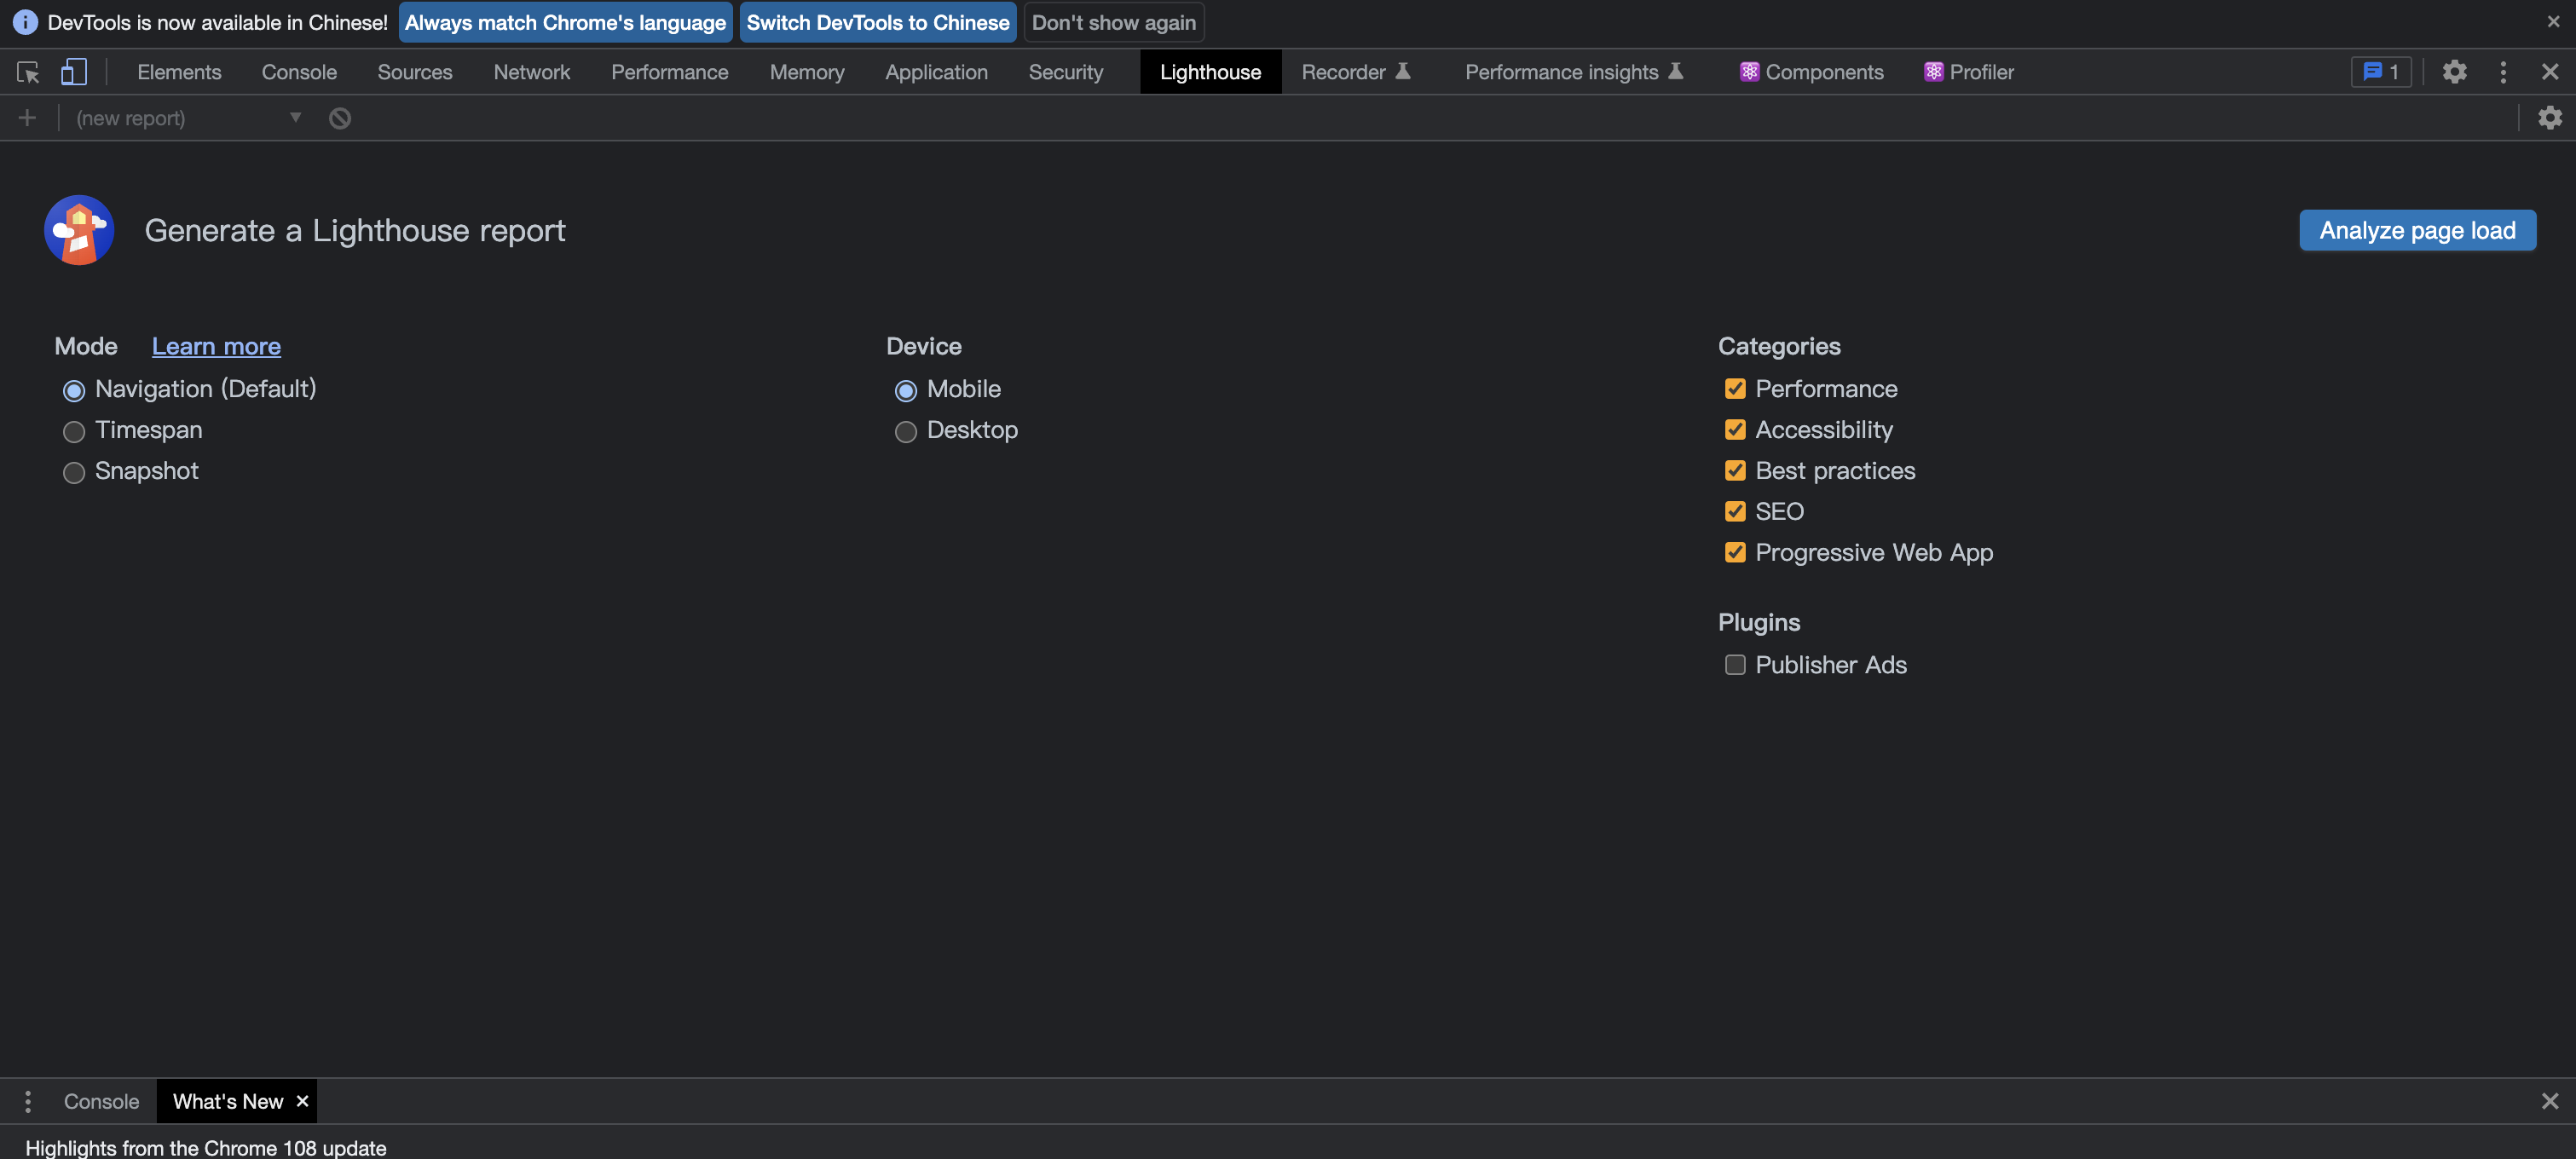 DevTools is now available in Chinese! Always match Chrome's language Switch DevTools to Chinese Don't show again
Elements Console Sources Network Performance Memory Application Security Lighthouse Recorder Performance insights Components Profiler 1
(new report)
Generate a Lighthouse report Analyze page load
Mode Learn more
Navigation (Default)
Timespan
Snapshot
Device
Mobile
Desktop
Categories
Performance
Accessibility
Best practices
SEO
Progressive Web App
Plugins
Publisher Ads
Console What's New
Highlights from the Chrome 108 update